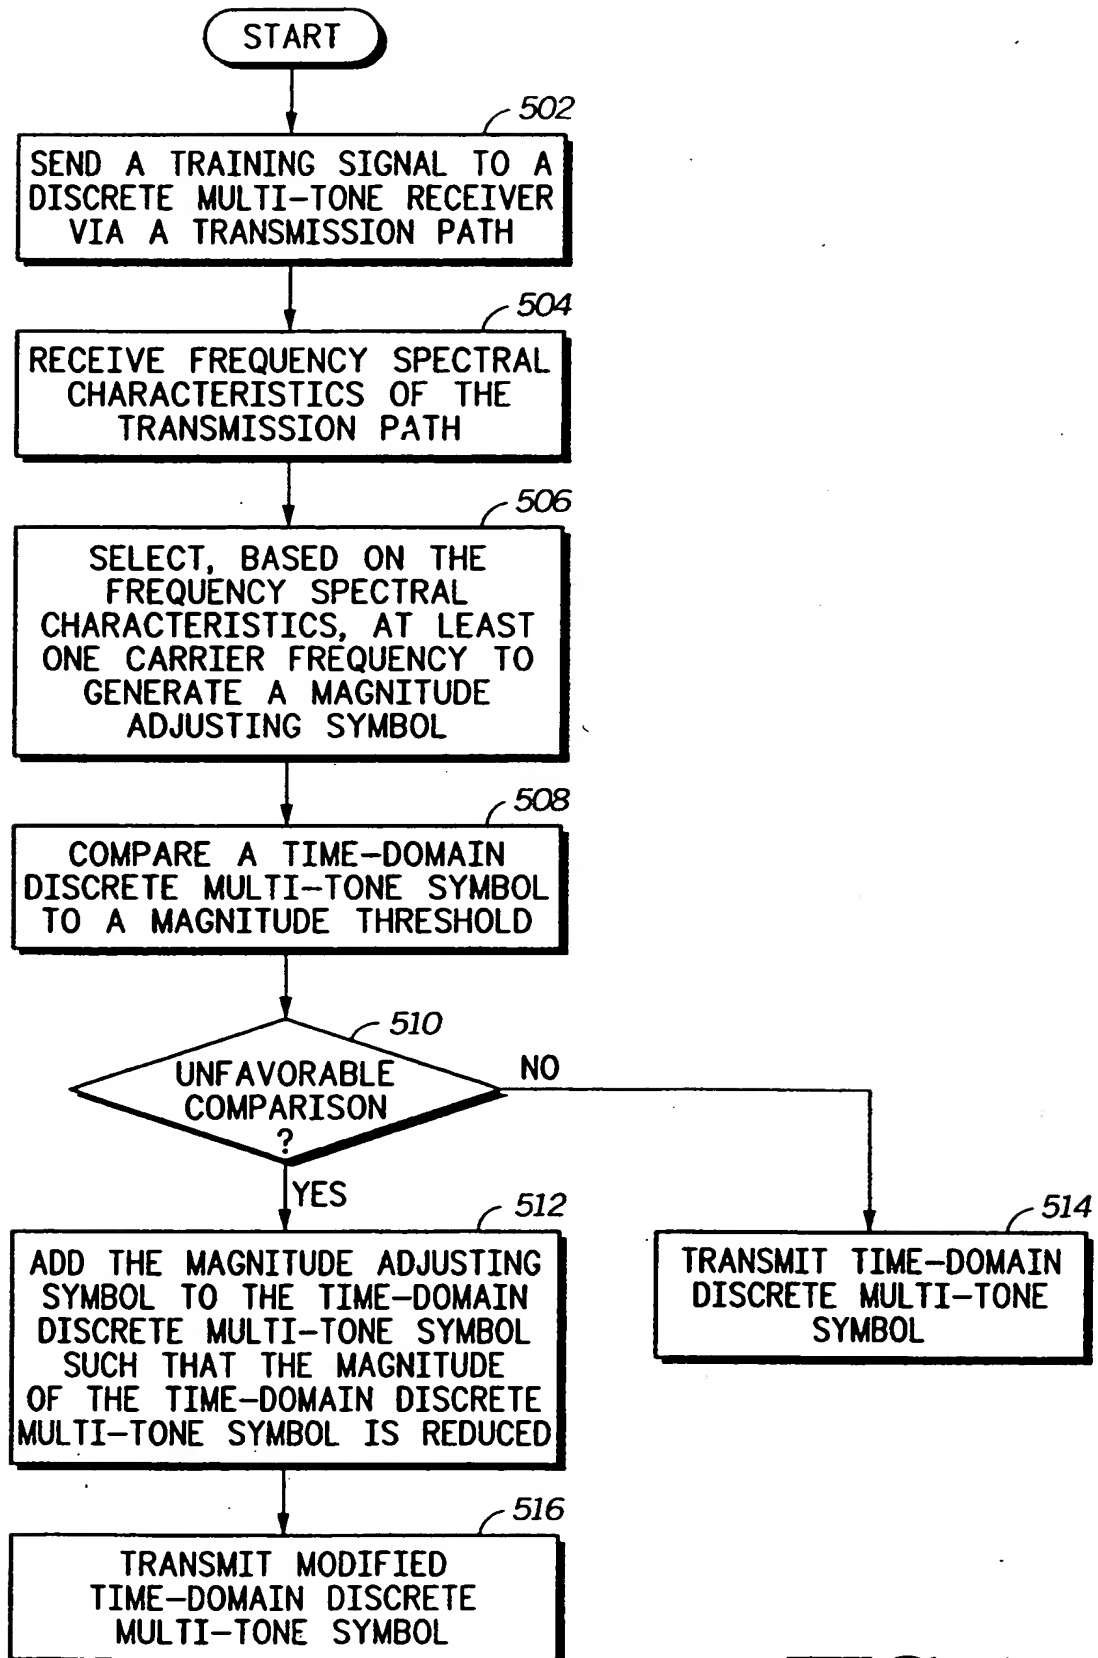 START
502
SEND A TRAINING SIGNAL TO A
DISCRETE MULTI-TONE RECEIVER
VIA A TRANSMISSION PATH
504
RECEIVE FREQUENCY SPECTRAL
CHARACTERISTICS OF THE
TRANSMISSION PATH
506
SELECT, BASED ON THE
FREQUENCY SPECTRAL
CHARACTERISTICS, AT LEAST
ONE CARRIER FREQUENCY TO
GENERATE A MAGNITUDE
ADJUSTING SYMBOL
508
COMPARE A TIME-DOMAIN
DISCRETE MULTI-TONE SYMBOL
TO A MAGNITUDE THRESHOLD
510
UNFAVORABLE
COMPARISON
?
NO
YES
512
ADD THE MAGNITUDE ADJUSTING
SYMBOL TO THE TIME-DOMAIN
DISCRETE MULTI-TONE SYMBOL
SUCH THAT THE MAGNITUDE
OF THE TIME-DOMAIN DISCRETE
MULTI-TONE SYMBOL IS REDUCED
514
TRANSMIT TIME-DOMAIN
DISCRETE MULTI-TONE
SYMBOL
516
TRANSMIT MODIFIED
TIME-DOMAIN DISCRETE
MULTI-TONE SYMBOL